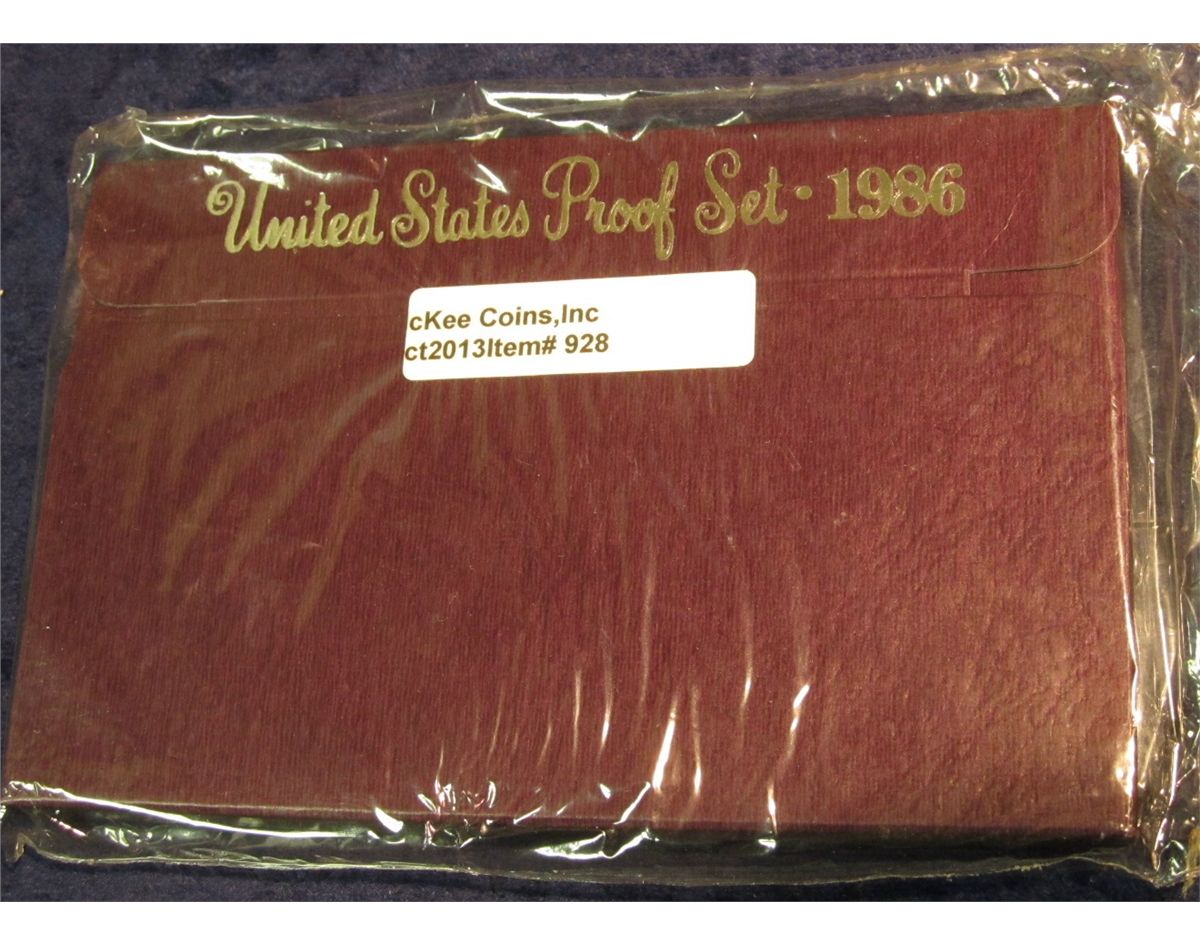 United States Proof Set · 1986
cKee Coins,Inc
ct2013Item# 928